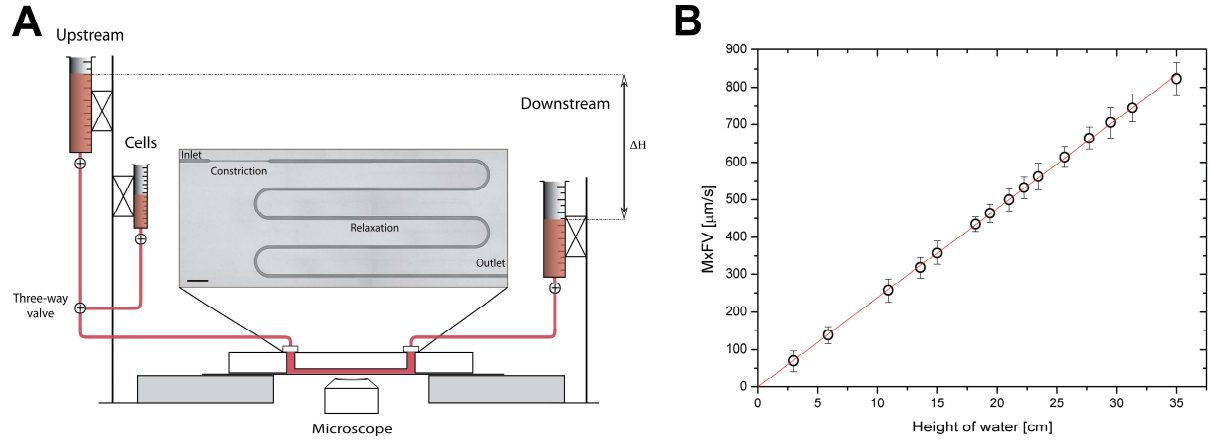 A
Upstream
Cells
Downstream
ΔH
Inlet
Constriction
Relaxation
Outlet
Three-way
valve
Microscope
B
900
800
700
600
500
400
300
200
100
0
MxFV [μm/s]
0 5 10 15 20 25 30 35
Height of water [cm]